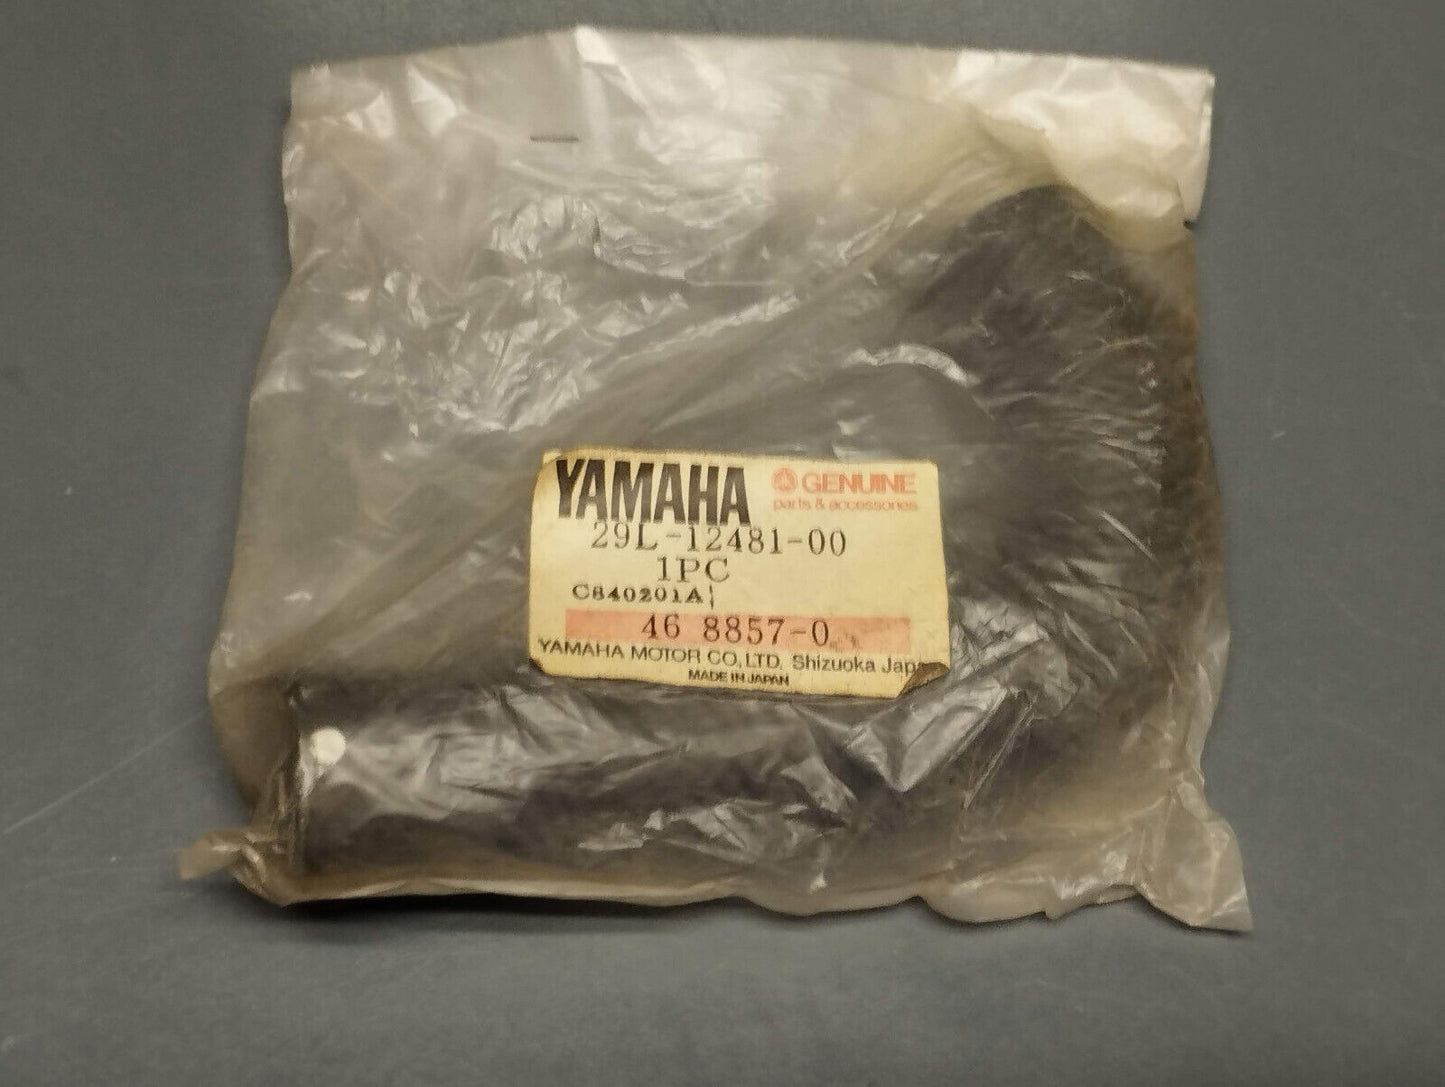 YAMAHA
GENUINE
parts & accessories
29L-12481-00
1PC
C840201A
46 8857-0
YAMAHA MOTOR CO., LTD. Shizuoka Japa
MADE IN JAPAN